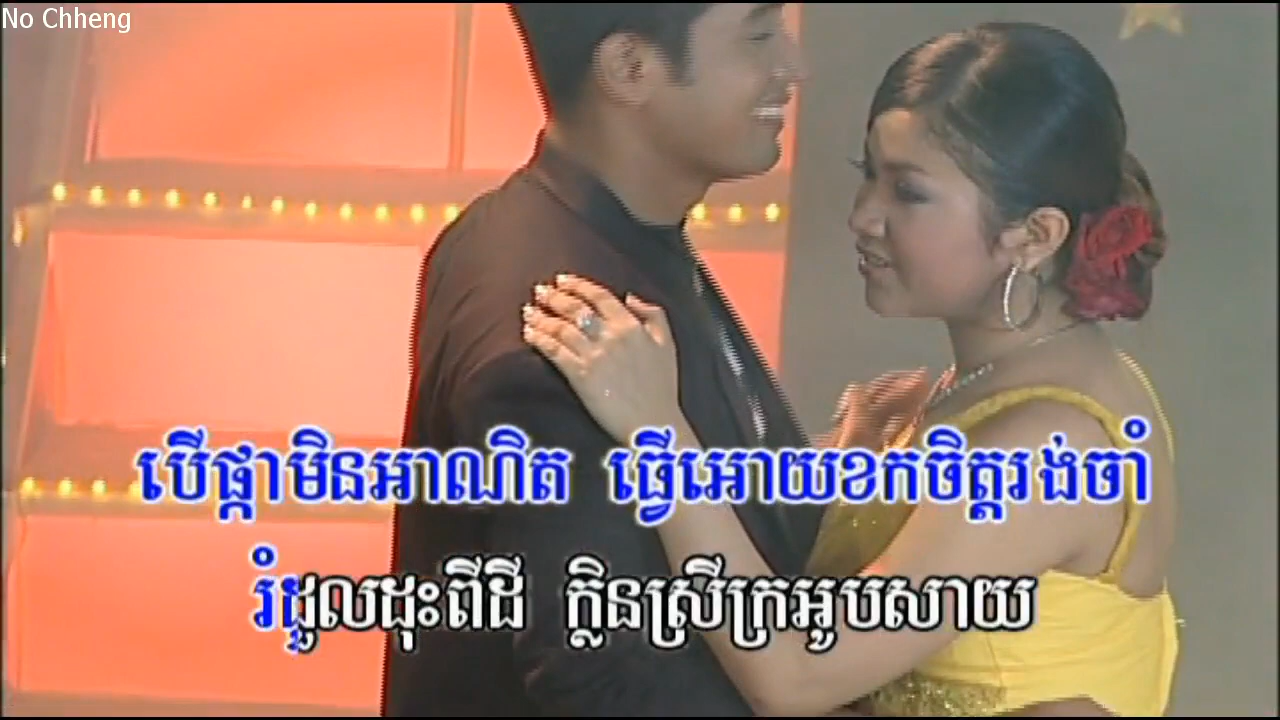 No Chheng
បើផ្កាមិនអាណិត ធ្វើអោយខកចិត្តរង់ចាំ
រំដួលដុះពីដី ក្លិនស្រីក្រអូបសាយ